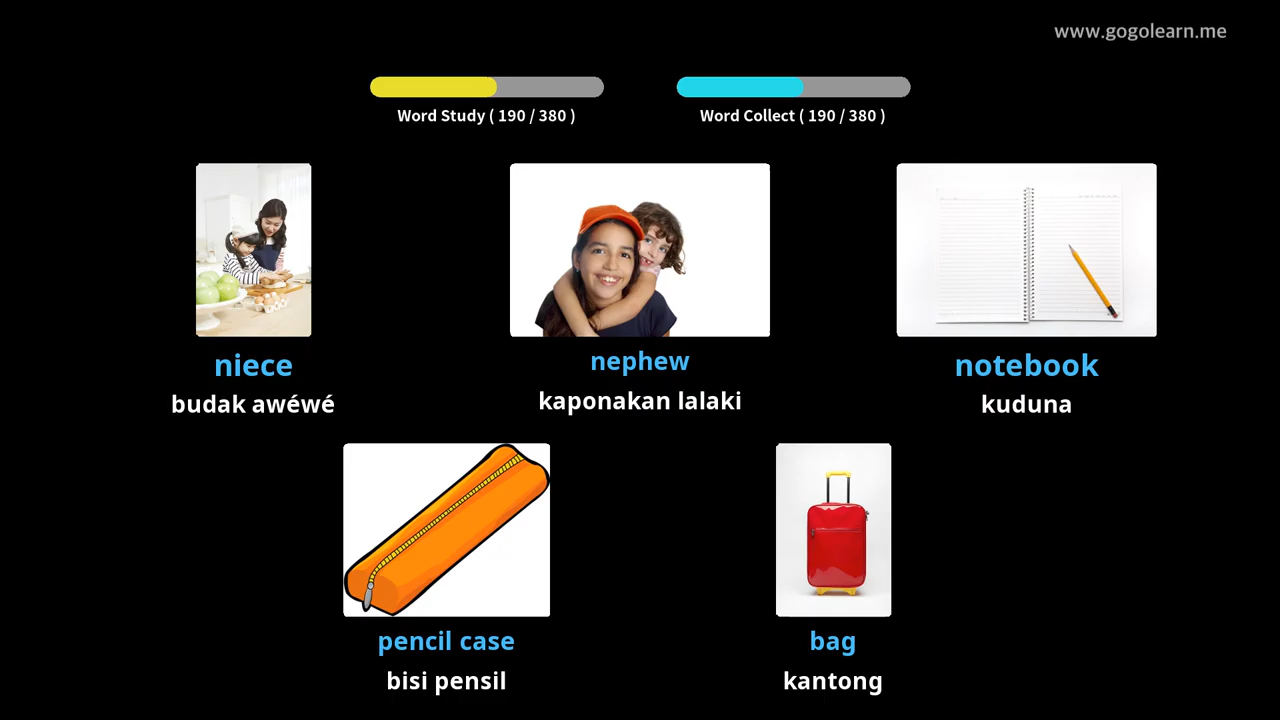 www.gogolearn.me
Word Study ( 190 / 380 )
Word Collect ( 190 / 380 )
niece
budak awéwé
nephew
kaponakan lalaki
notebook
kuduna
pencil case
bisi pensil
bag
kantong